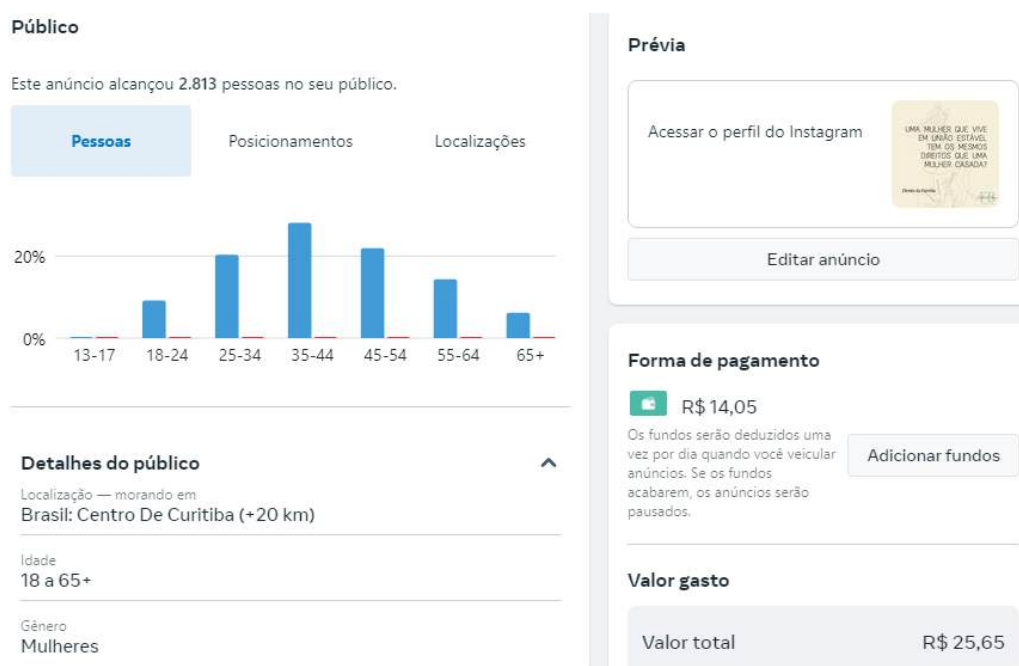 Público
Este anúncio alcançou 2.813 pessoas no seu público.
Pessoas
Posicionamentos
Localizações
20%
0%
13-17
18-24
25-34
35-44
45-54
55-64
65+
Detalhes do público
Localização — morando em
Brasil: Centro De Curitiba (+20 km)
Idade
18 a 65+
Gênero
Mulheres
Prévia
Acessar o perfil do Instagram
UMA MULHER QUE VIVE
EM UNIÃO ESTÁVEL
TEM OS MESMOS
DIREITOS QUE UMA
MULHER CASADA?
Direito da Família
Editar anúncio
Forma de pagamento
R$ 14,05
Os fundos serão deduzidos uma
vez por dia quando você veicular
anúncios. Se os fundos
acabarem, os anúncios serão
pausados.
Adicionar fundos
Valor gasto
Valor total
R$ 25,65